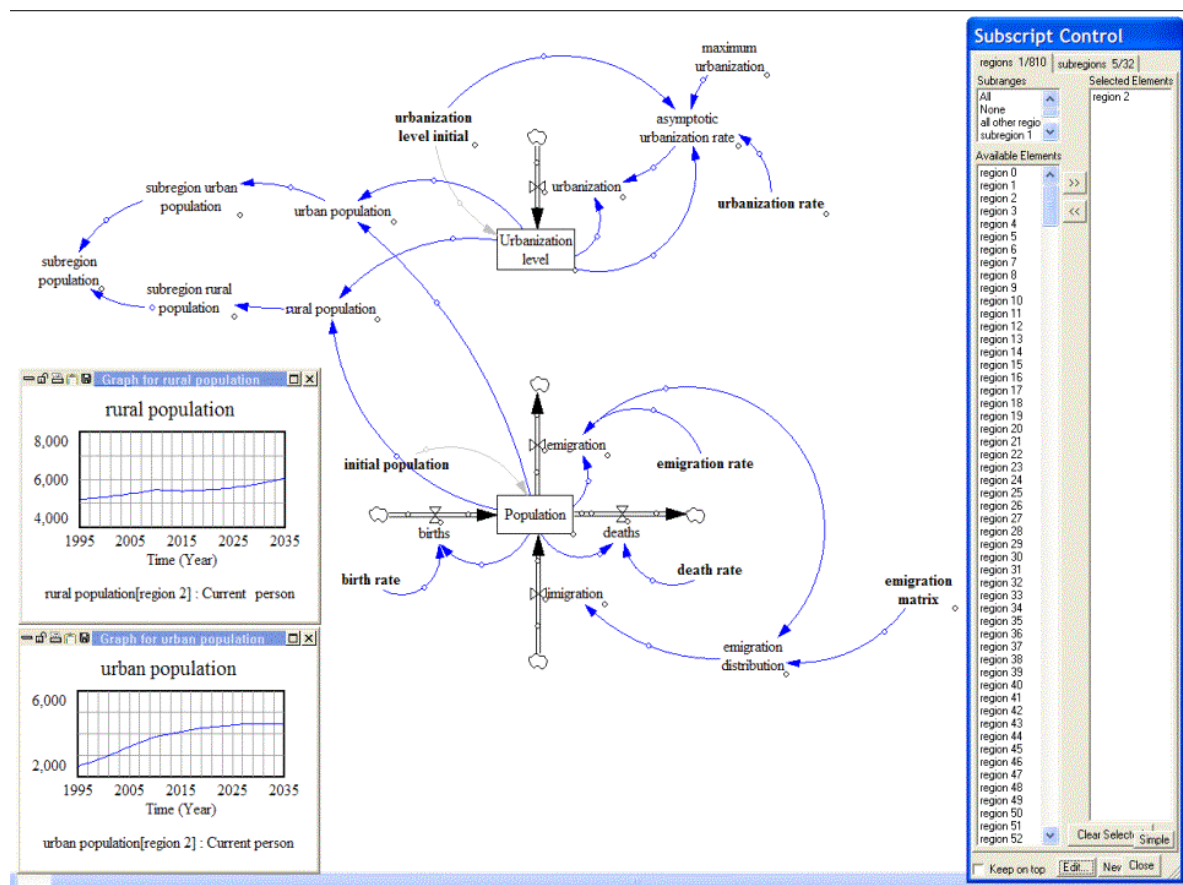 maximum
urbanization
urbanization
level initial
asymptotic
urbanization rate
subregion urban
population
urban population
urbanization
urbanization rate
Urbanization
level
subregion
population
subregion rural
population
rural population
Graph for rural population
rural population
8,000
6,000
4,000
1995 2005 2015 2025 2035
Time (Year)
rural population[region 2] : Current person
Graph for urban population
urban population
6,000
2,000
1995 2005 2015 2025 2035
Time (Year)
urban population[region 2] : Current person
emigration
initial population
emigration rate
Population
births
deaths
birth rate
death rate
imigration
emigration
matrix
emigration
distribution
Subscript Control
regions 1/810 subregions 5/32
Subranges
All
None
all other regio
subregion 1
Selected Elements
region 2
Available Elements
region 0
region 1
region 2
region 3
region 4
region 5
region 6
region 7
region 8
region 9
region 10
region 11
region 12
region 13
region 14
region 15
region 16
region 17
region 18
region 19
region 20
region 21
region 22
region 23
region 24
region 25
region 26
region 27
region 28
region 29
region 30
region 31
region 32
region 33
region 34
region 35
region 36
region 37
region 38
region 39
region 40
region 41
region 42
region 43
region 44
region 45
region 46
region 47
region 48
region 49
region 50
region 51
region 52
>>
<<
Clear Selecte
Simple
Keep on top Edit... New Close